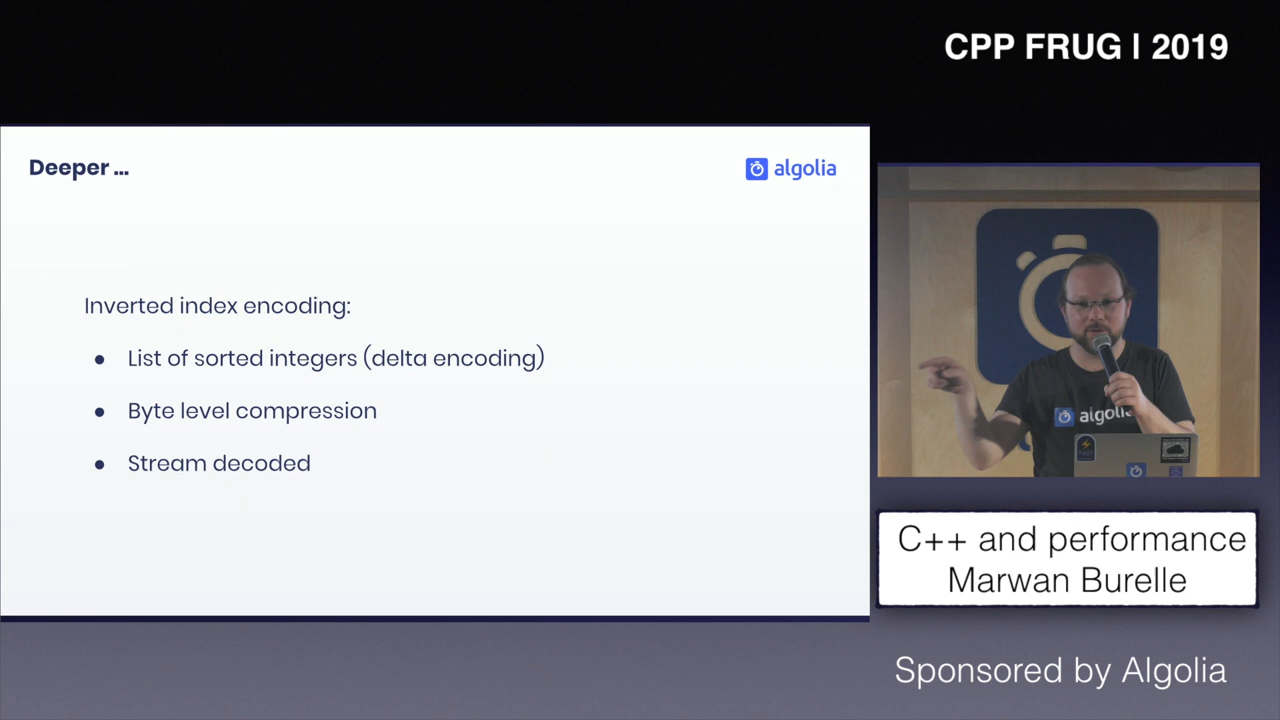 CPP FRUG | 2019
Deeper ...
algolia
Inverted index encoding:
● List of sorted integers (delta encoding)
● Byte level compression
● Stream decoded
algolia
C++ and performance
Marwan Burelle
Sponsored by Algolia